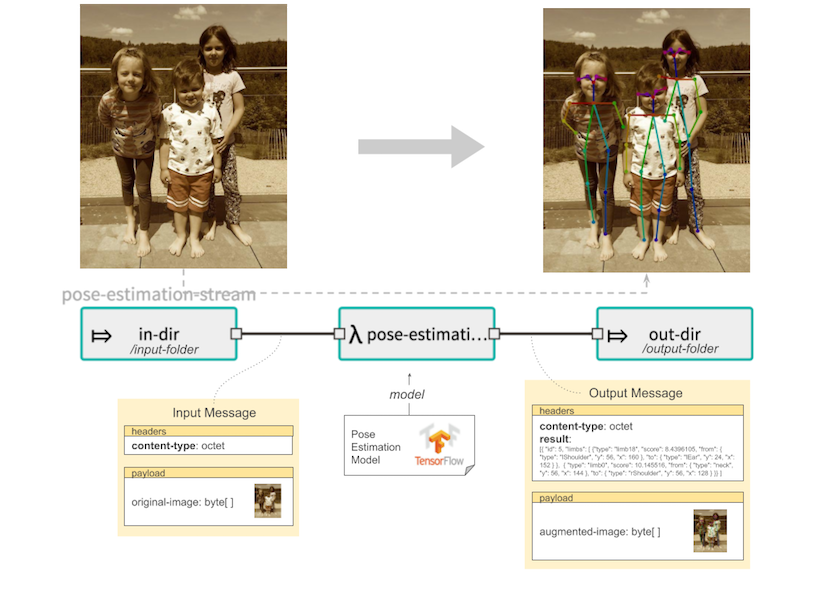 pose-estimation-stream
in-dir
/input-folder
λ pose-estimati...
out-dir
/output-folder
model
Input Message
headers
content-type: octet
payload
original-image: byte[ ]
Pose
Estimation
Model
TensorFlow
Output Message
headers
content-type: octet
result:
[{ "id": 5, "limbs": [ {"type": "limb18", "score": 8.4396105, "from": {
"type": "lShoulder", "y": 56, "x": 160 }, "to": { "type": "lEar", "y": 24, "x":
152 } }, { "type": "limb0", "score": 10.145516, "from": { "type": "neck",
"y": 56, "x": 144 }, "to": { "type": "rShoulder", "y": 56, "x": 128 } }] ]
payload
augmented-image: byte[ ]